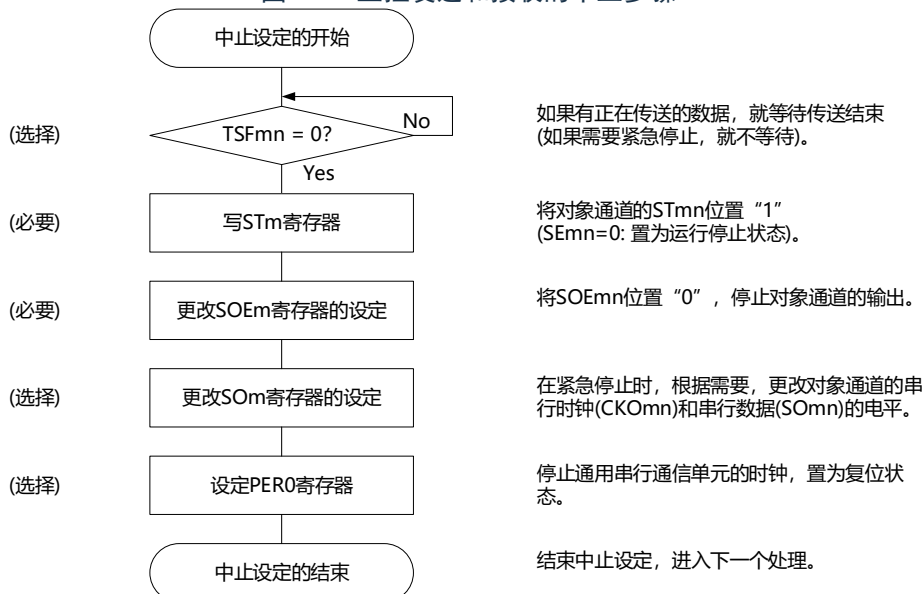 中止设定的开始
(选择)
TSFmn = 0?
No
Yes
如果有正在传送的数据，就等待传送结束
(如果需要紧急停止，就不等待)。
(必要)
写STm寄存器
将对象通道的STmn位置“1”
(SEmn=0: 置为运行停止状态)。
(必要)
更改SOEm寄存器的设定
将SOEmn位置“0”，停止对象通道的输出。
(选择)
更改SOm寄存器的设定
在紧急停止时，根据需要，更改对象通道的串
行时钟(CKOmn)和串行数据(SOmn)的电平。
(选择)
设定PER0寄存器
停止通用串行通信单元的时钟，置为复位状
态。
中止设定的结束
结束中止设定，进入下一个处理。